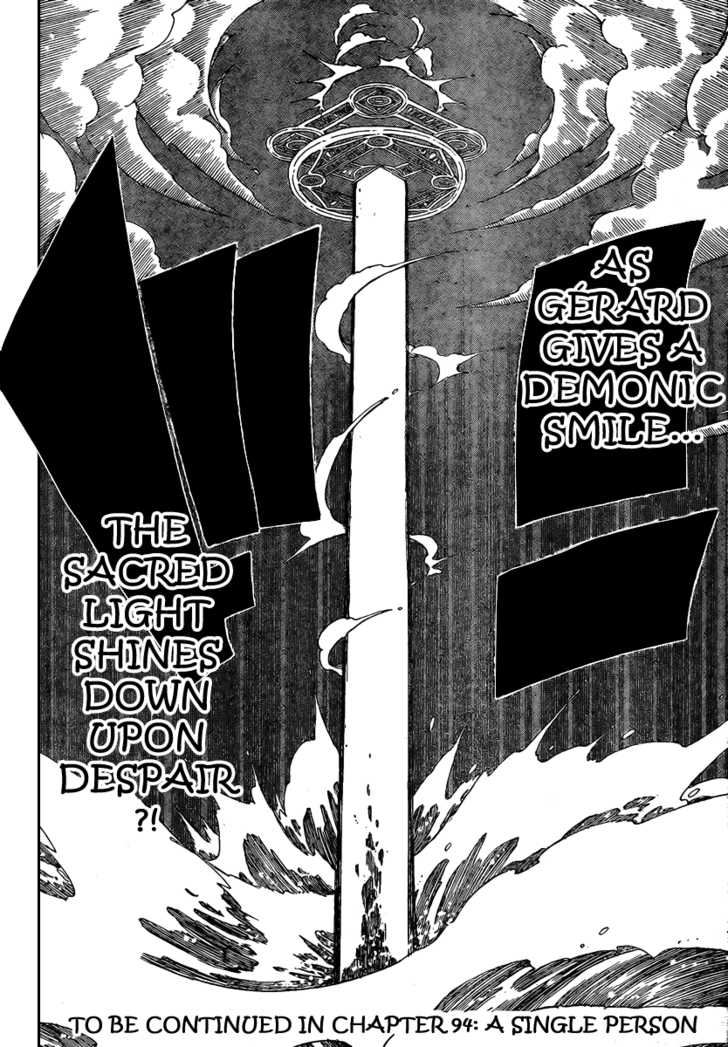 AS
GÉRARD
GIVES A
DEMONIC
SMILE...
THE
SACRED
LIGHT
SHINES
DOWN
UPON
DESPAIR
?!
TO BE CONTINUED IN CHAPTER 94: A SINGLE PERSON